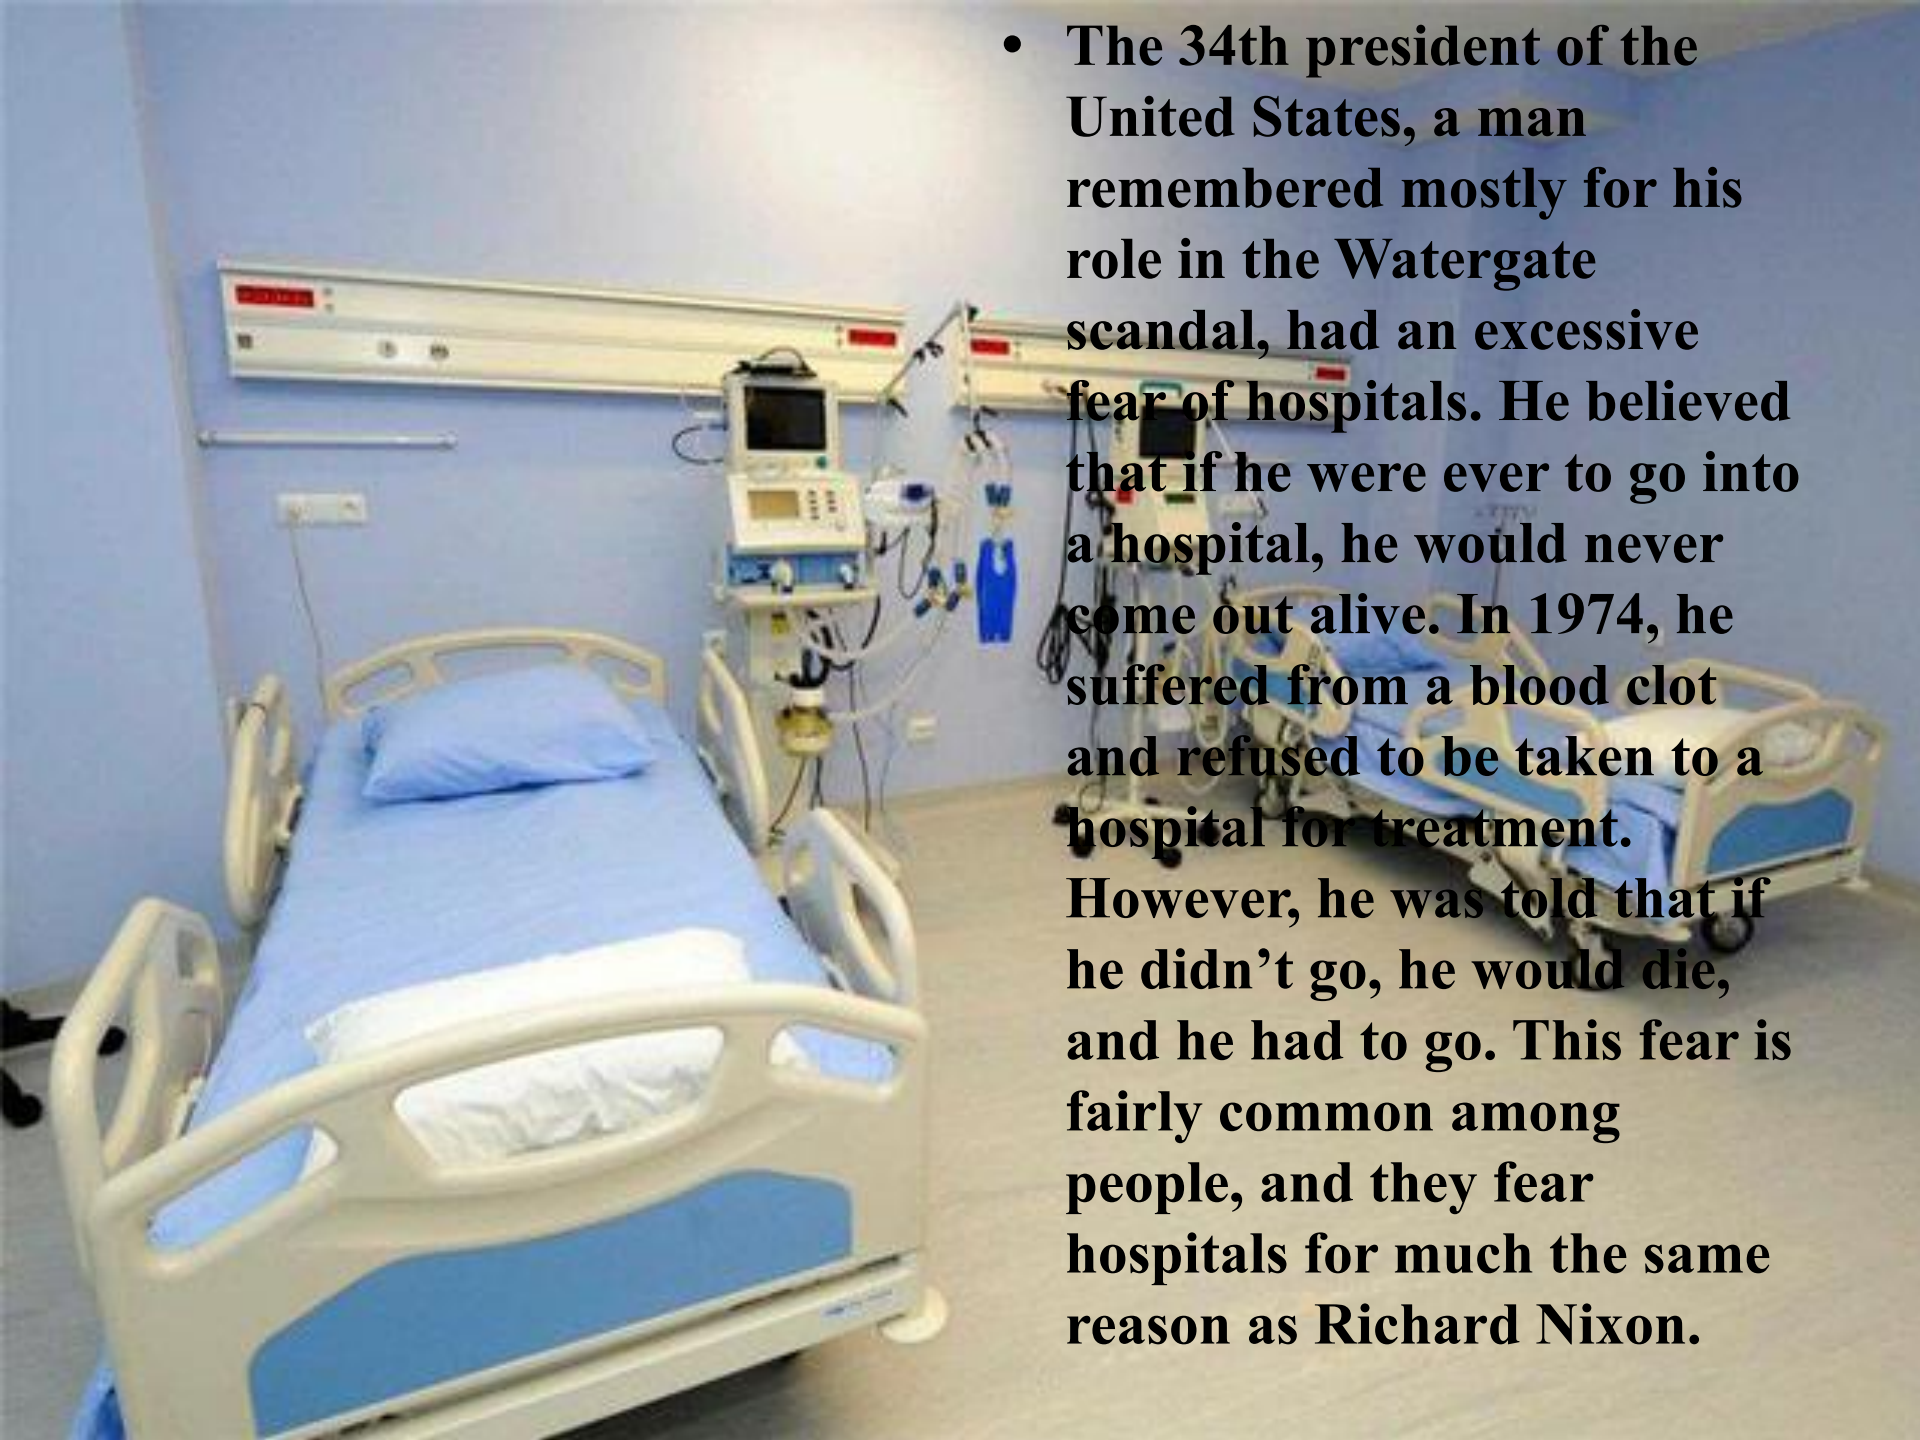 • The 34th president of the
United States, a man
remembered mostly for his
role in the Watergate
scandal, had an excessive
fear of hospitals. He believed
that if he were ever to go into
a hospital, he would never
come out alive. In 1974, he
suffered from a blood clot
and refused to be taken to a
hospital for treatment.
However, he was told that if
he didn’t go, he would die,
and he had to go. This fear is
fairly common among
people, and they fear
hospitals for much the same
reason as Richard Nixon.